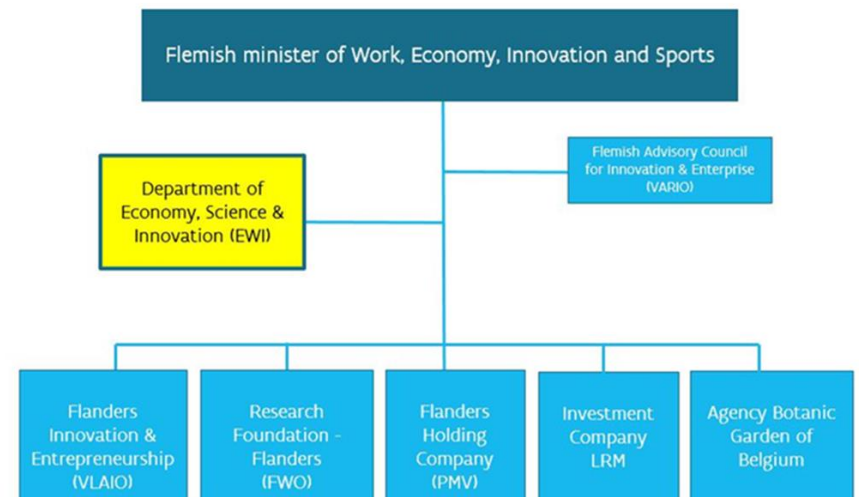 Flemish minister of Work, Economy, Innovation and Sports
Flemish Advisory Council
for Innovation & Enterprise
(VARIO)
Department of
Economy, Science &
Innovation (EWI)
Flanders
Innovation &
Entrepreneurship
(VLAIO)
Research
Foundation -
Flanders
(FWO)
Flanders
Holding
Company
(PMV)
Investment
Company
LRM
Agency Botanic
Garden of
Belgium